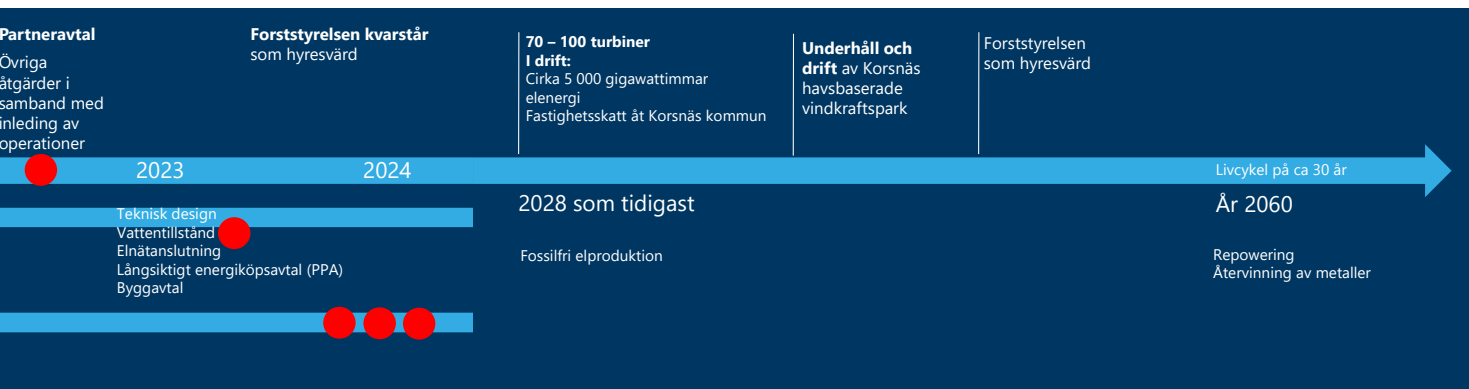 Partneravtal
Övriga
åtgärder i
samband med
inleding av
operationer
Forststyrelsen kvarstår
som hyresvärd
70 – 100 turbiner
I drift:
Cirka 5 000 gigawattimmar
elenergi
Fastighetsskatt åt Korsnäs kommun
Underhåll och
drift av Korsnäs
havsbaserade
vindkraftspark
Forststyrelsen
som hyresvärd
2023
2024
Livcykel på ca 30 år
Teknisk design
Vattentillstånd
Elnätanslutning
Långsiktigt energiköpsavtal (PPA)
Byggavtal
2028 som tidigast
Fossilfri elproduktion
År 2060
Repowering
Återvinning av metaller